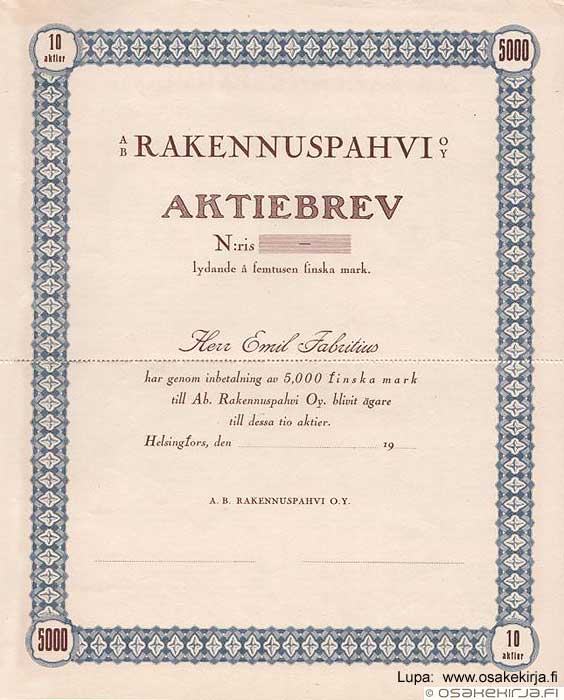 10
aktier
5000
AB RAKENNUSPAHVI OY
AKTIEBREV
N:ris —
lydande å femtusen finska mark.
Herr Emil Fabritius
har genom inbetalning av 5,000 finska mark
till Ab. Rakennuspahvi Oy. blivit ägare
till dessa tio aktier.
Helsingfors, den 19
A. B. RAKENNUSPAHVI O.Y.
5000
10
aktier
Lupa: www.osakekirja.fi
© OSAKEKIRJA.FI